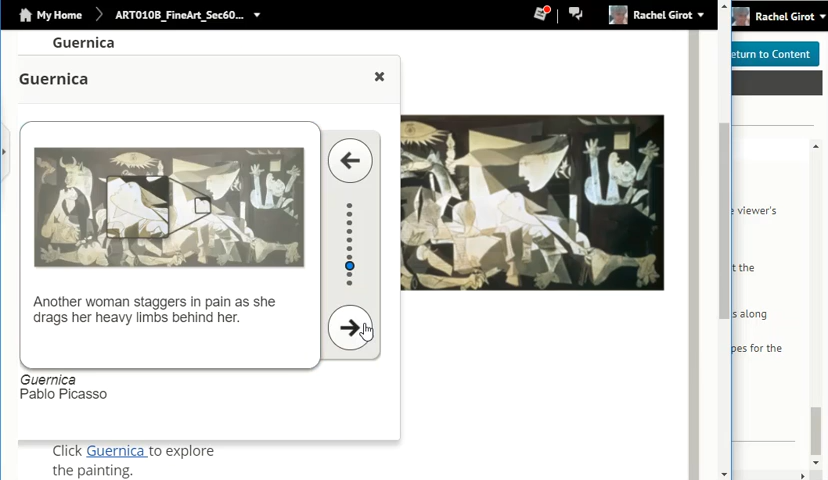 My Home
ART010B_FineArt_Sec60...
Rachel Girot
Rachel Girot
Return to Content
Guernica
Guernica
Another woman staggers in pain as she
drags her heavy limbs behind her.
Guernica
Pablo Picasso
Click Guernica to explore
the painting.
viewer's
the
along
for the